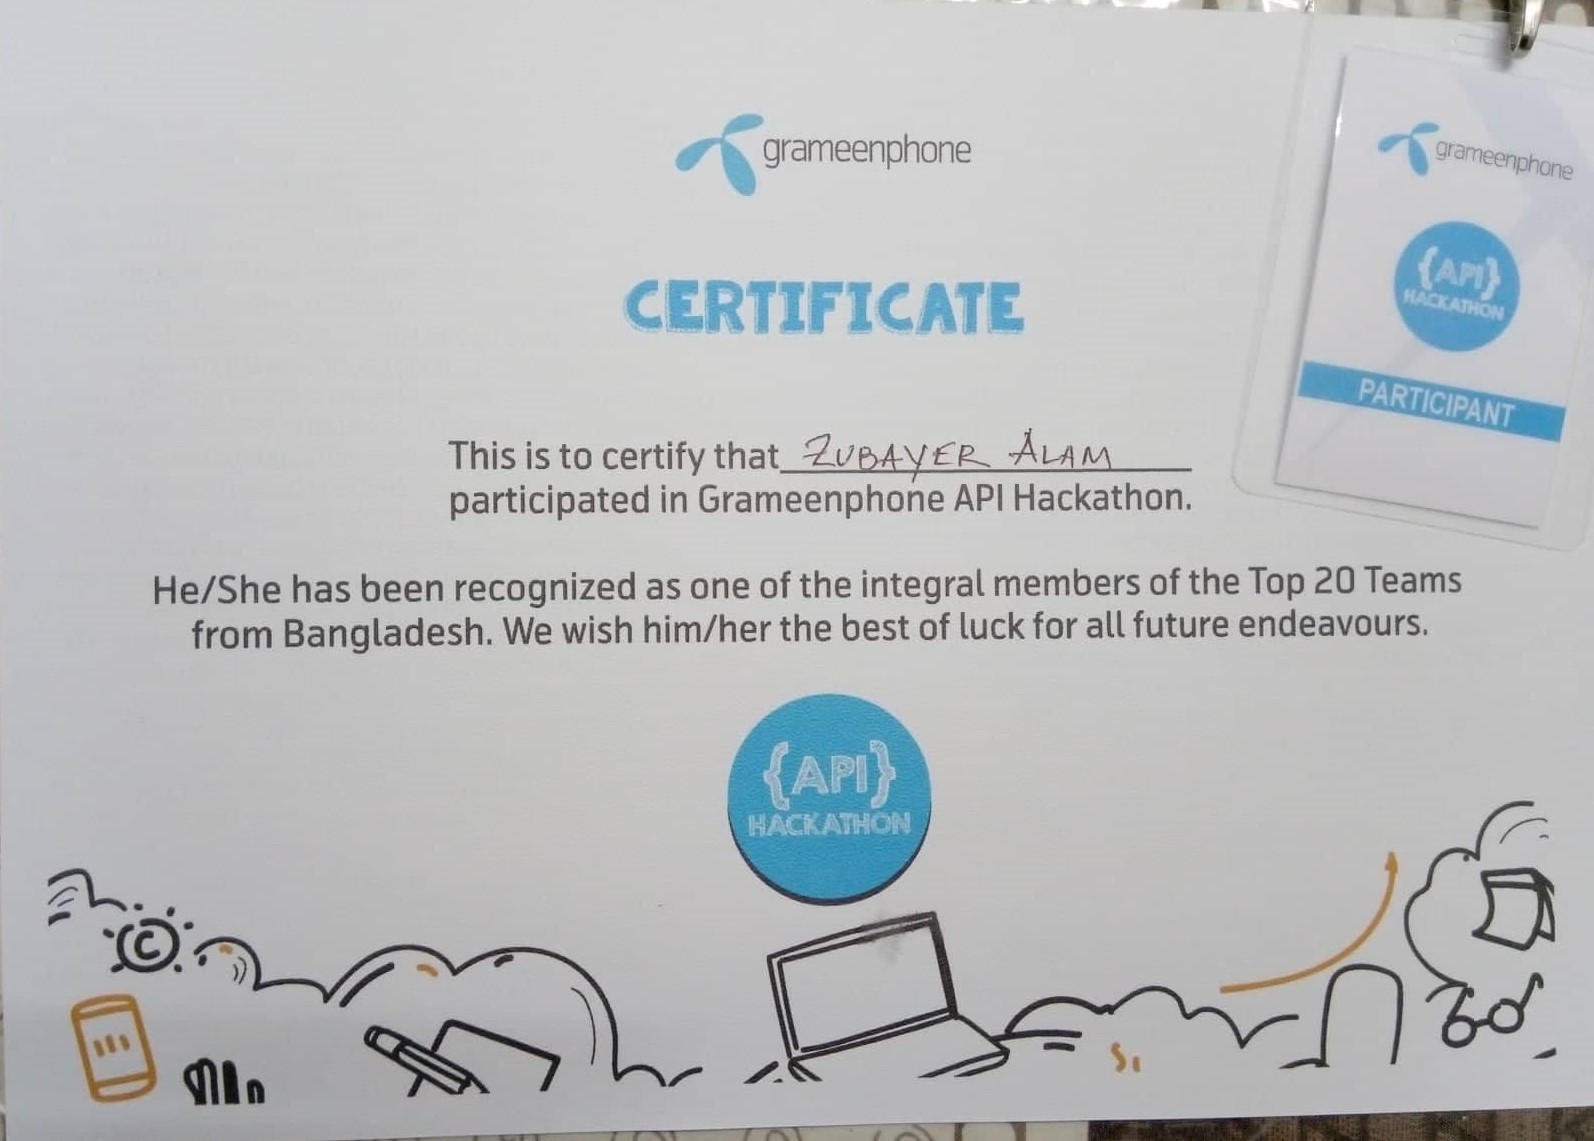 grameenphone
CERTIFICATE
This is to certify that ZUBAYER ALAM
participated in Grameenphone API Hackathon.
He/She has been recognized as one of the integral members of the Top 20 Teams
from Bangladesh. We wish him/her the best of luck for all future endeavours.
{API}
HACKATHON
grameenphone
{API}
HACKATHON
PARTICIPANT
C